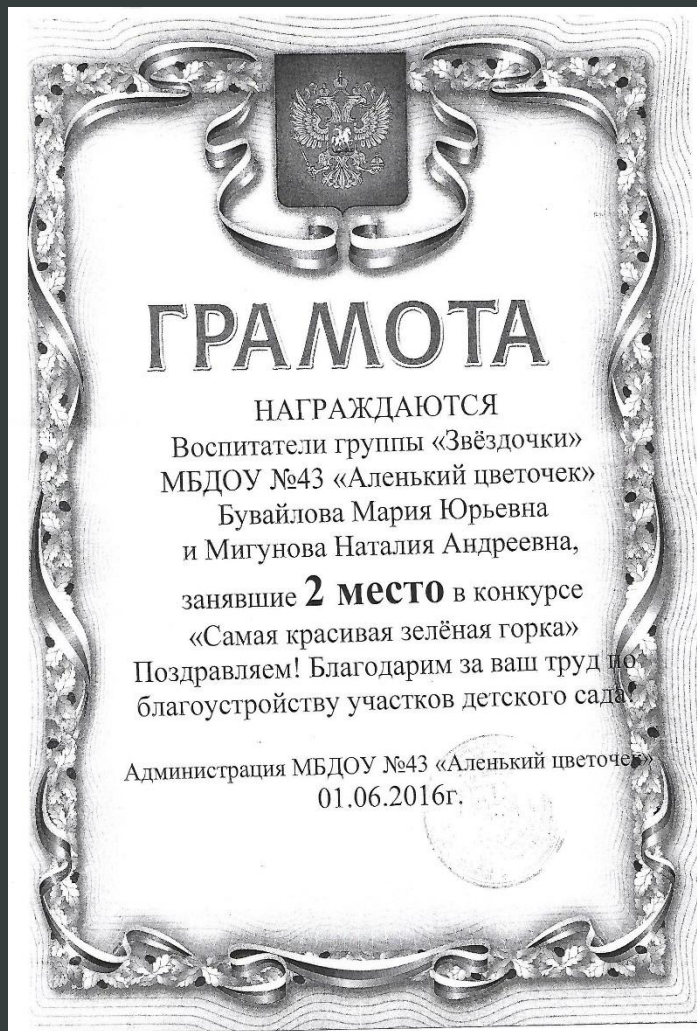 ГРАМОТА
НАГРАЖДАЮТСЯ
Воспитатели группы «Звёздочки»
МБДОУ №43 «Аленький цветочек»
Бувайлова Мария Юрьевна
и Мигунова Наталия Андреевна,
занявшие 2 место в конкурсе
«Самая красивая зелёная горка»
Поздравляем! Благодарим за ваш труд по
благоустройству участков детского сада!
Администрация МБДОУ №43 «Аленький цветочек»
01.06.2016г.